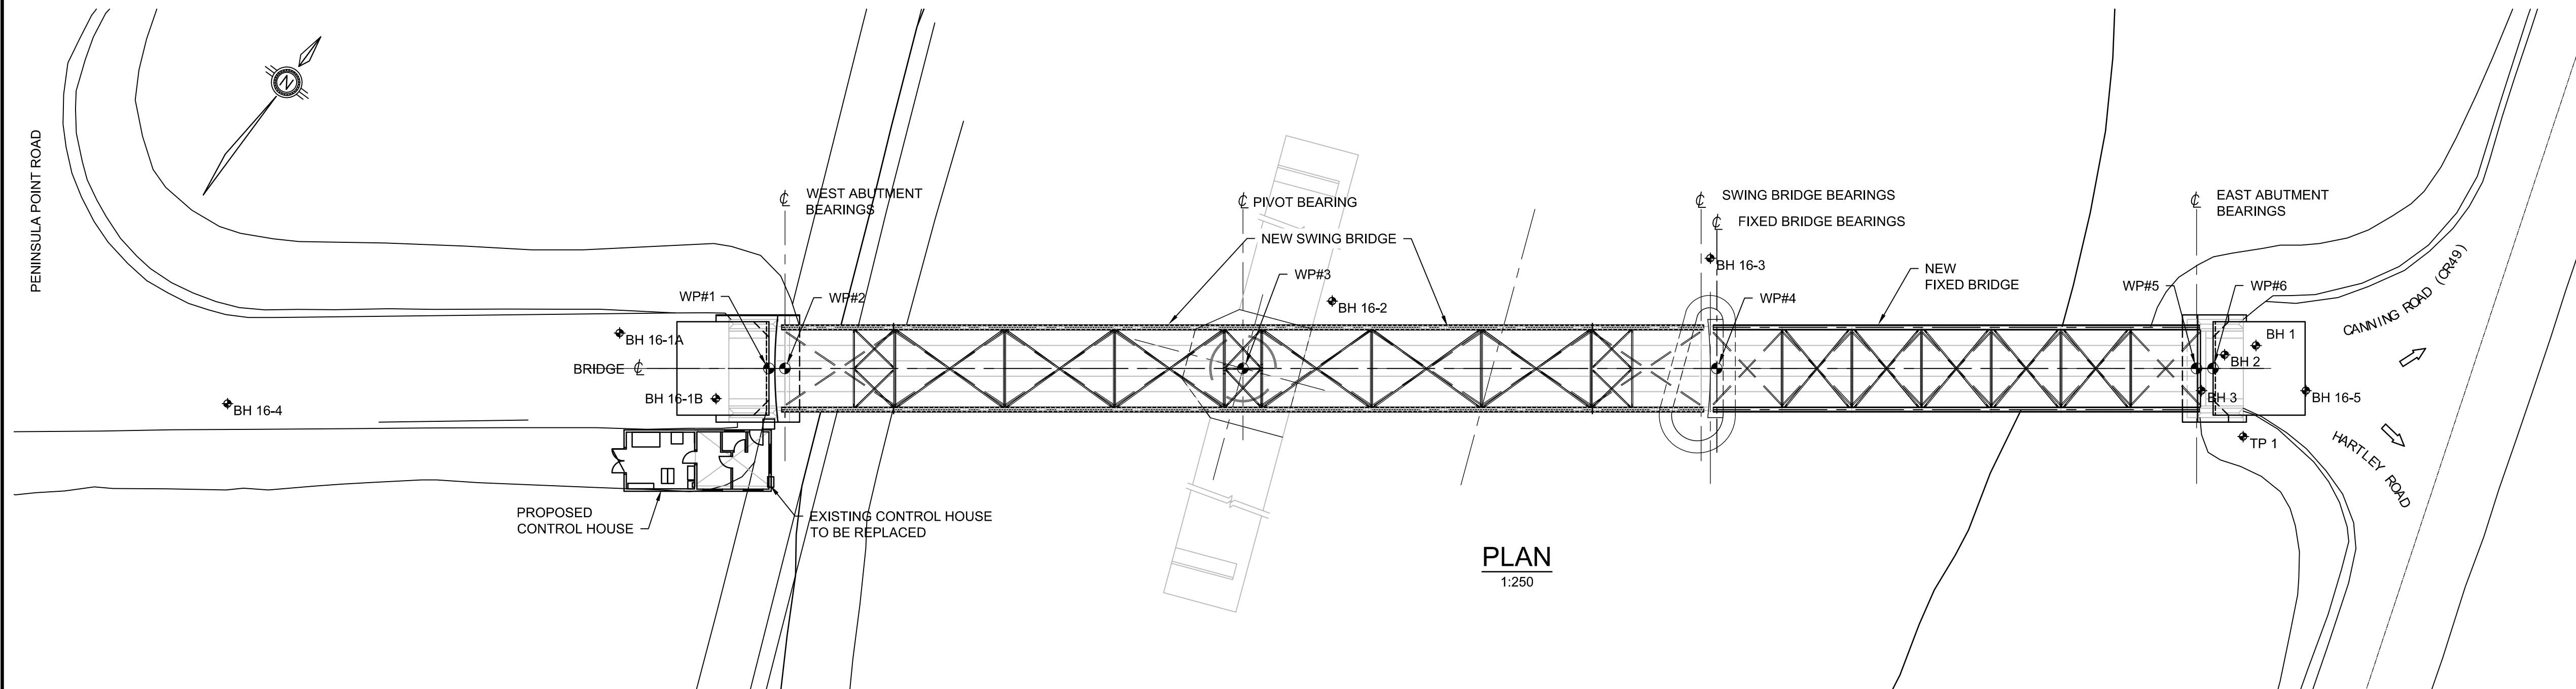 N
PENINSULA POINT ROAD
℄ WEST ABUTMENT
BEARINGS
℄ PIVOT BEARING
℄ SWING BRIDGE BEARINGS
℄ FIXED BRIDGE BEARINGS
℄ EAST ABUTMENT
BEARINGS
NEW SWING BRIDGE
WP#3
BH 16-2
BH 16-3
NEW
FIXED BRIDGE
WP#1
WP#2
WP#4
WP#5
WP#6
CANNING ROAD (CR49)
BH 16-1A
BRIDGE ℄
BH 16-1B
BH 16-4
BH 1
BH 2
BH 3
BH 16-5
TP 1
HARTLEY ROAD
PROPOSED
CONTROL HOUSE
EXISTING CONTROL HOUSE
TO BE REPLACED
PLAN
1:250